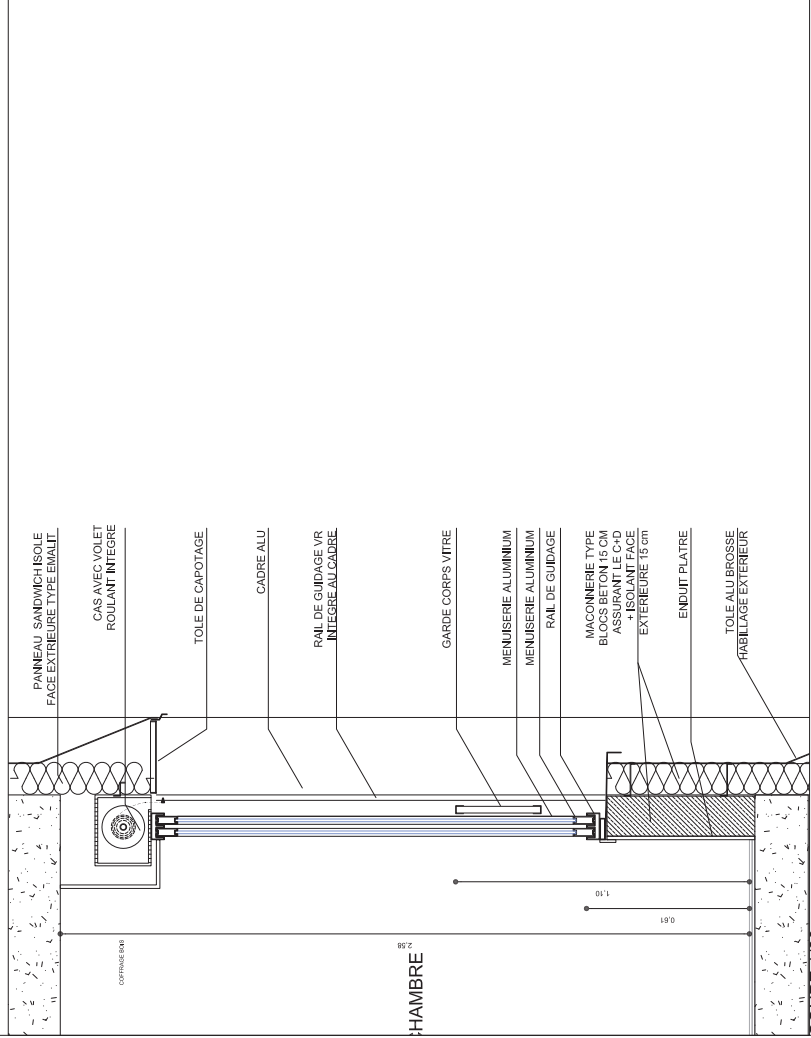 PANNEAU SANDWICH ISOLE
FACE EXTRIEURE TYPE EMALIT
CAS AVEC VOLET
ROULANT INTEGRE
TOLE DE CAPOTAGE
CADRE ALU
RAIL DE GUIDAGE VR
INTEGRE AU CADRE
GARDE CORPS VITRE
MENUISERIE ALUMINIUM
MENUISERIE ALUMINIUM
RAIL DE GUIDAGE
MACONNERIE TYPE
BLOCS BETON 15 CM
ASSURANT LE C+D
+ ISOLANT FACE
EXTERIEURE 15 cm
ENDUIT PLATRE
TOLE ALU BROSSE
HABILLAGE EXTERIEUR
COFFRAGE BOIS
2,58
1,10
0,61
CHAMBRE